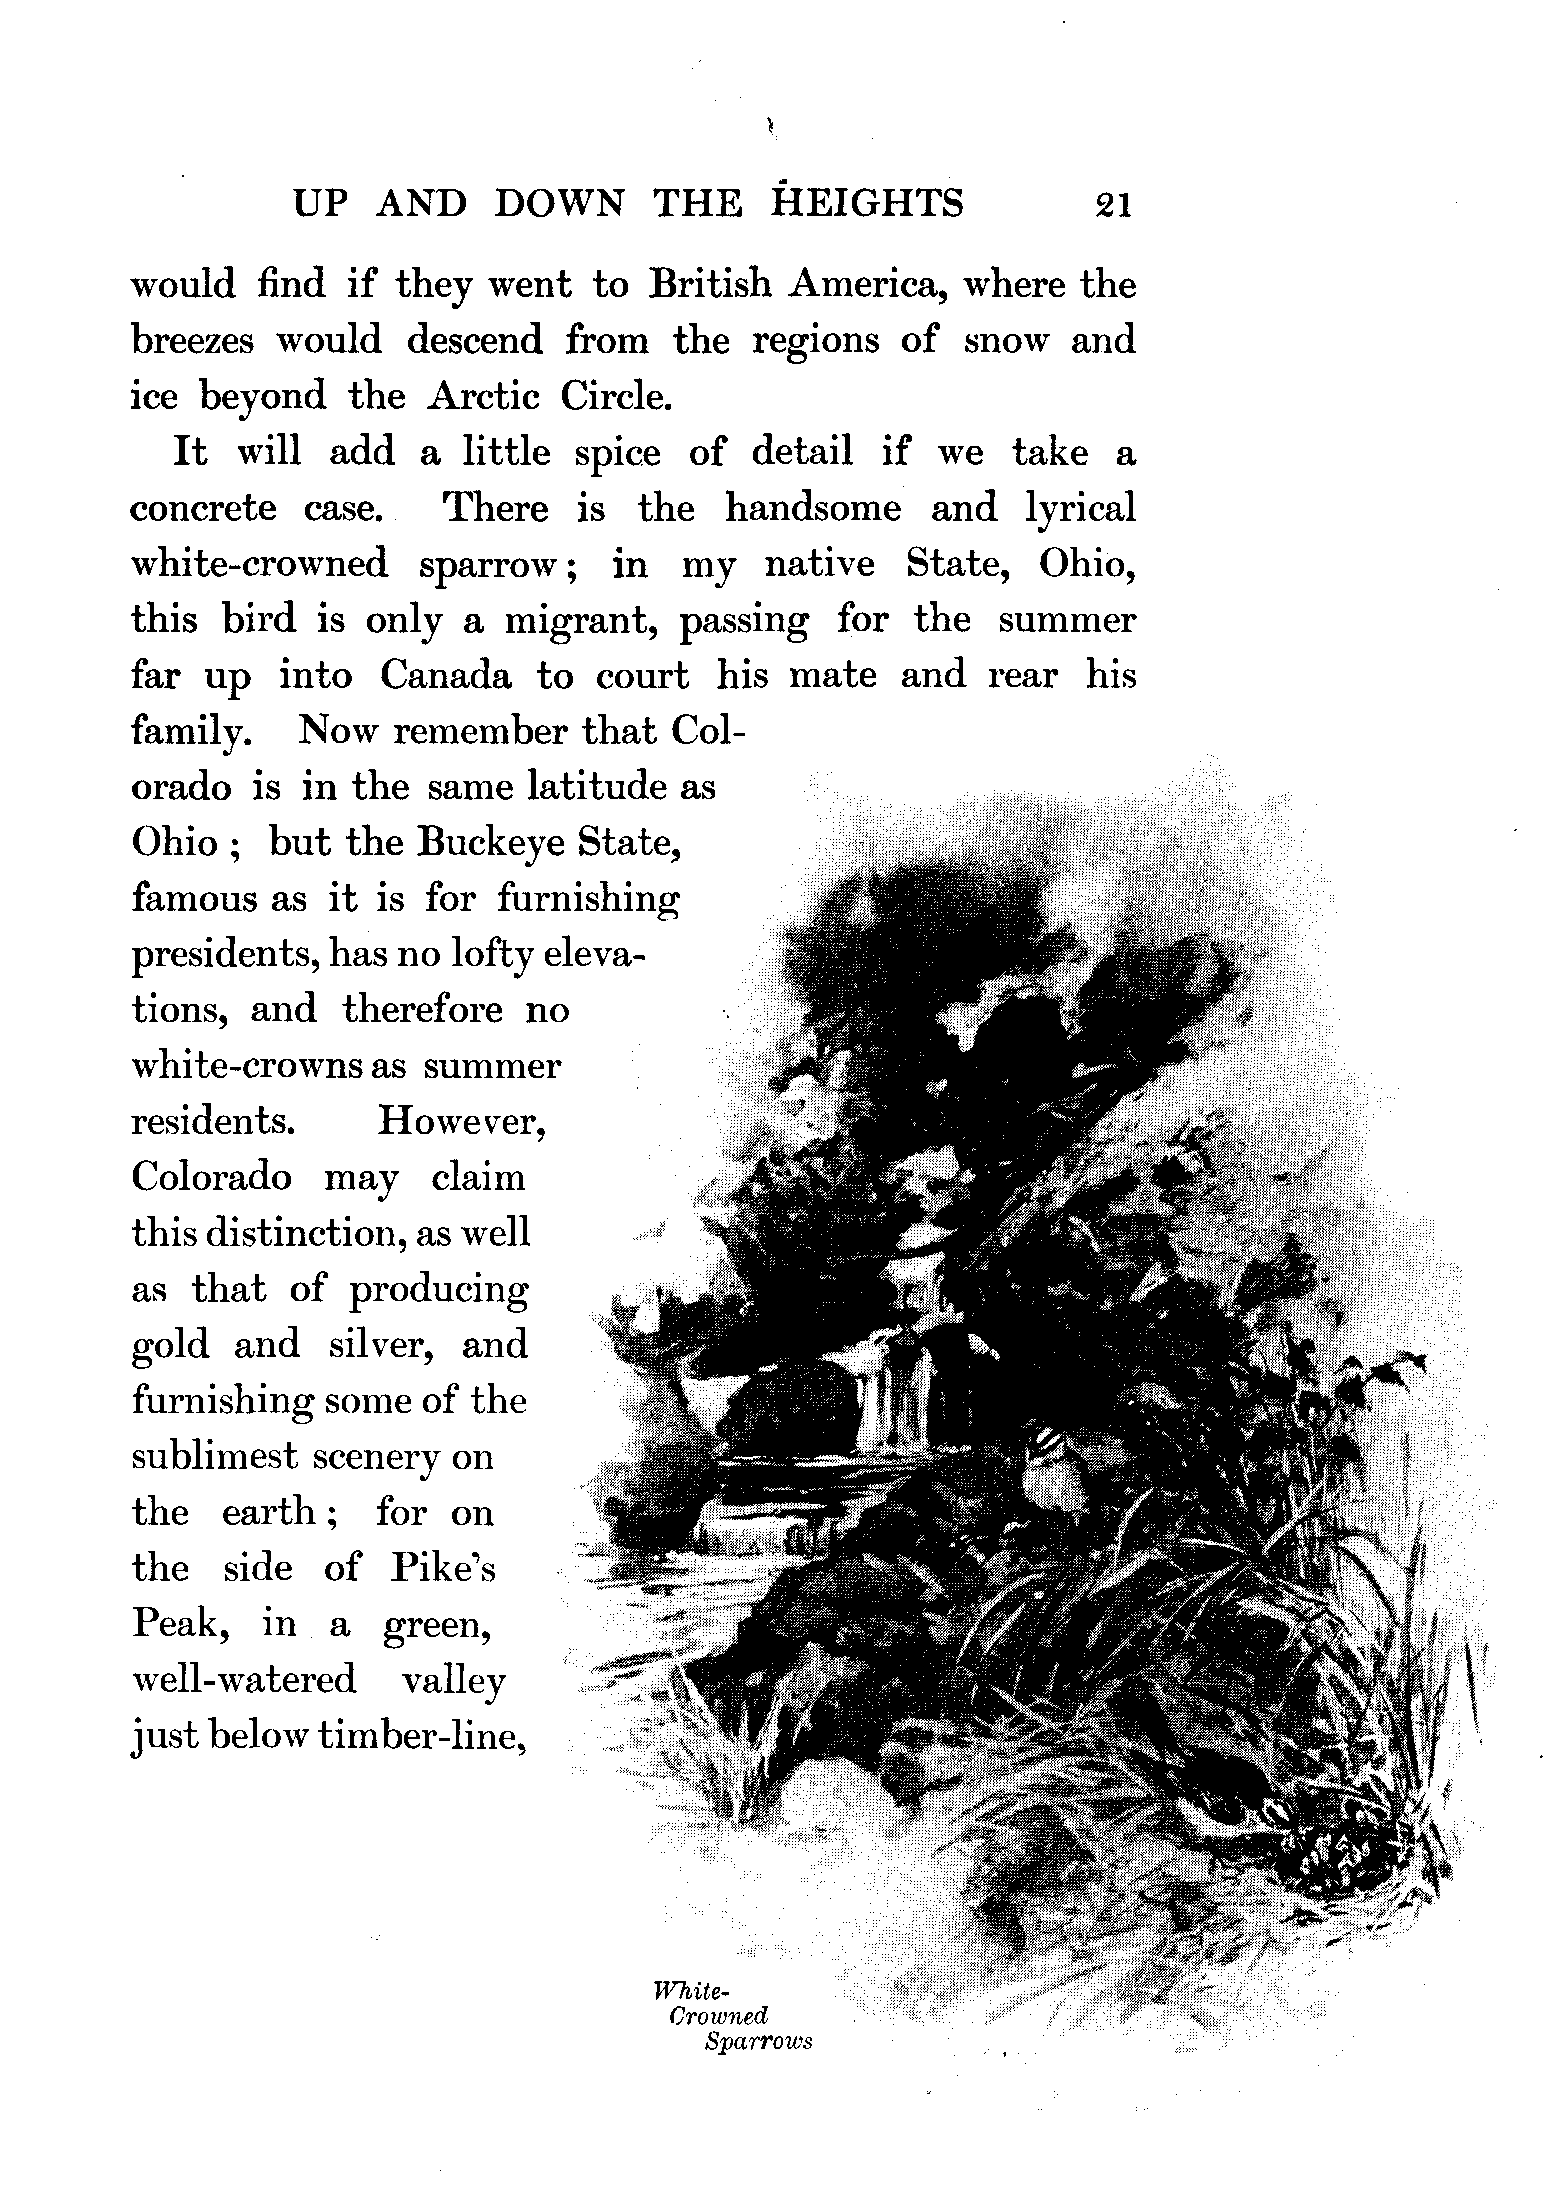 UP AND DOWN THE HEIGHTS 21
would find if they went to British America, where the
breezes would descend from the regions of snow and
ice beyond the Arctic Circle.
It will add a little spice of detail if we take a
concrete case. There is the handsome and lyrical
white-crowned sparrow; in my native State, Ohio,
this bird is only a migrant, passing for the summer
far up into Canada to court his mate and rear his
family. Now remember that Col-
orado is in the same latitude as
Ohio ; but the Buckeye State,
famous as it is for furnishing
presidents, has no lofty eleva-
tions, and therefore no
white-crowns as summer
residents. However,
Colorado may claim
this distinction, as well
as that of producing
gold and silver, and
furnishing some of the
sublimest scenery on
the earth; for on
the side of Pike's
Peak, in a green,
well-watered valley
just below timber-line,
White-
Crowned
Sparrows